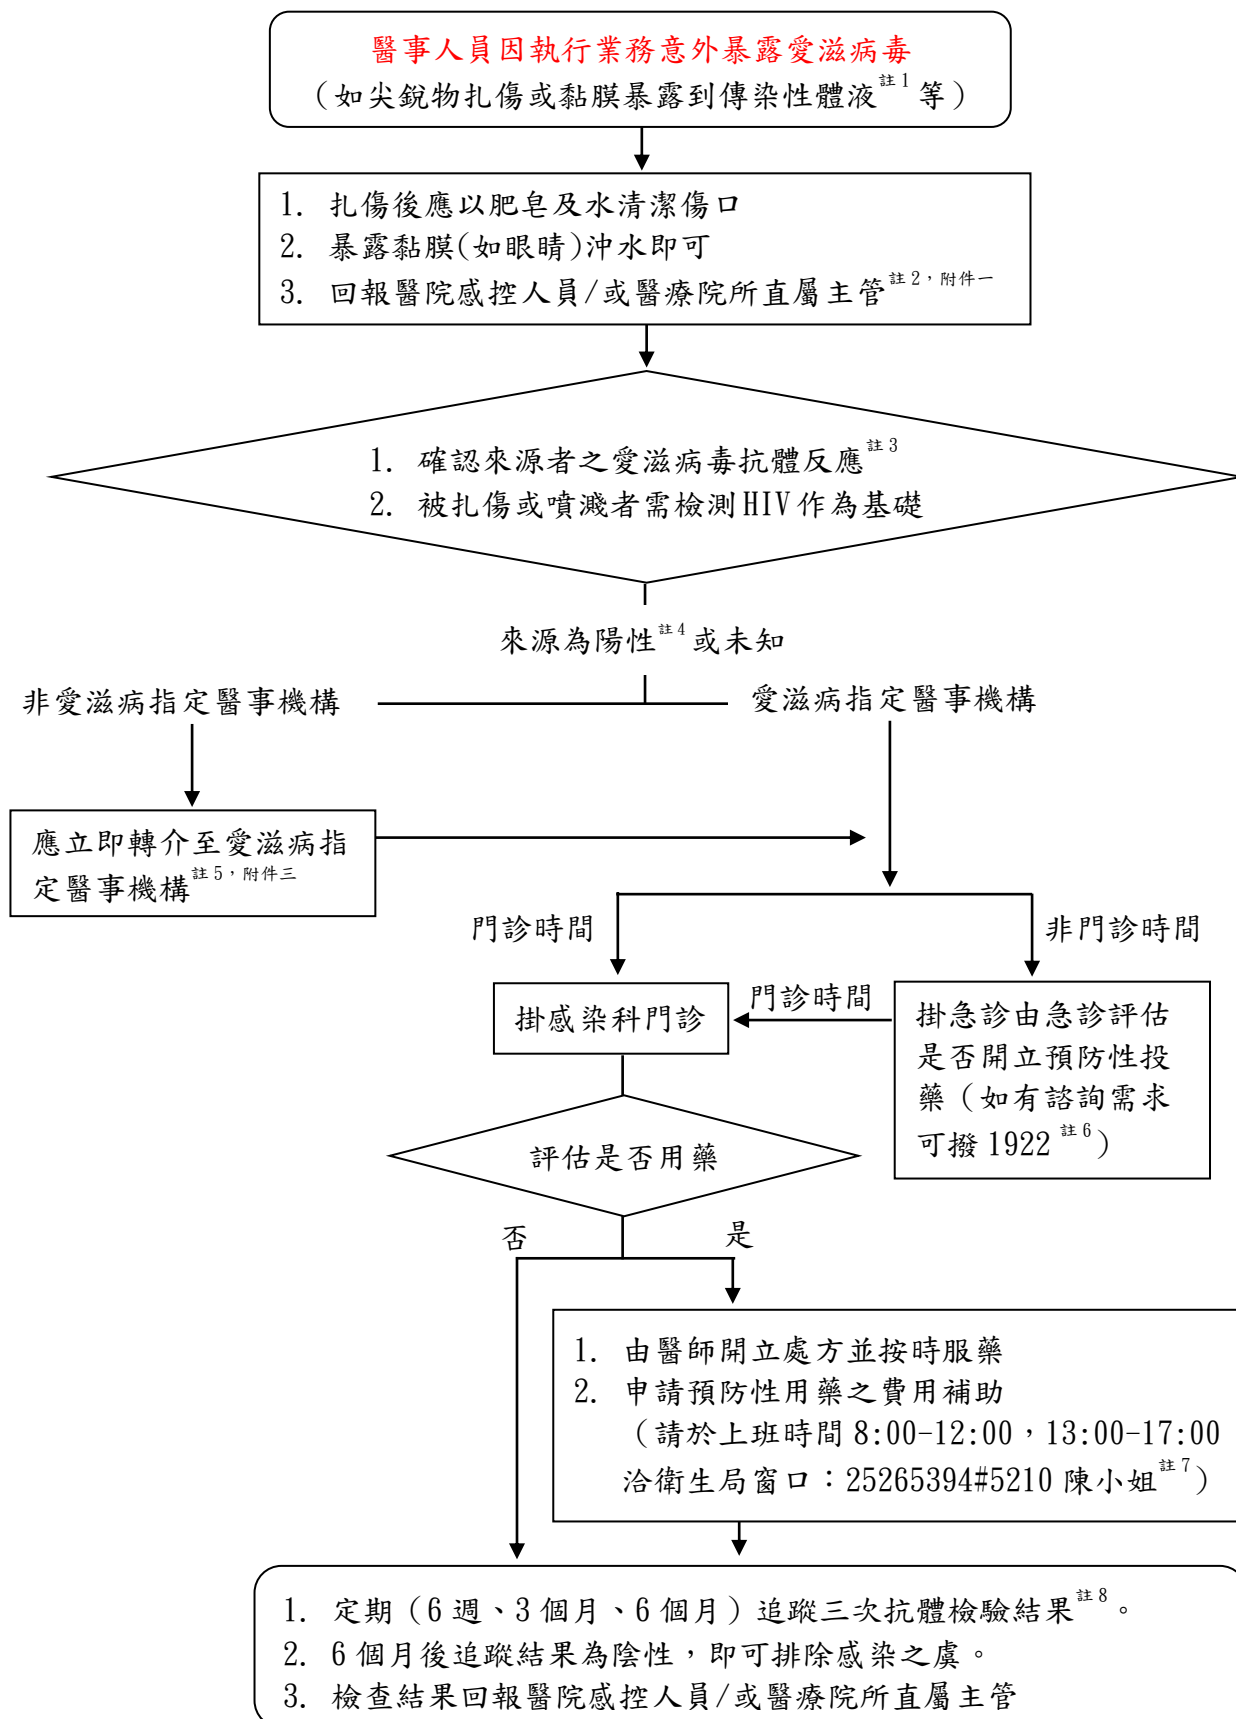 醫事人員因執行業務意外暴露愛滋病毒
（如尖銳物扎傷或黏膜暴露到傳染性體液註1等）
1. 扎傷後應以肥皂及水清潔傷口
2. 暴露黏膜(如眼睛)沖水即可
3. 回報醫院感控人員/或醫療院所直屬主管註2，附件一
1. 確認來源者之愛滋病毒抗體反應註3
2. 被扎傷或噴濺者需檢測HIV作為基礎
來源為陽性註4或未知
非愛滋病指定醫事機構
愛滋病指定醫事機構
應立即轉介至愛滋病指
定醫事機構註5，附件三
門診時間
非門診時間
掛感染科門診
門診時間
掛急診由急診評估
是否開立預防性投
藥（如有諮詢需求
可撥1922註6）
評估是否用藥
否
是
1. 由醫師開立處方並按時服藥
2. 申請預防性用藥之費用補助
（請於上班時間8:00-12:00，13:00-17:00
洽衛生局窗口：25265394#5210陳小姐註7）
1. 定期（6週、3個月、6個月）追蹤三次抗體檢驗結果註8。
2. 6個月後追蹤結果為陰性，即可排除感染之虞。
3. 檢查結果回報醫院感控人員/或醫療院所直屬主管